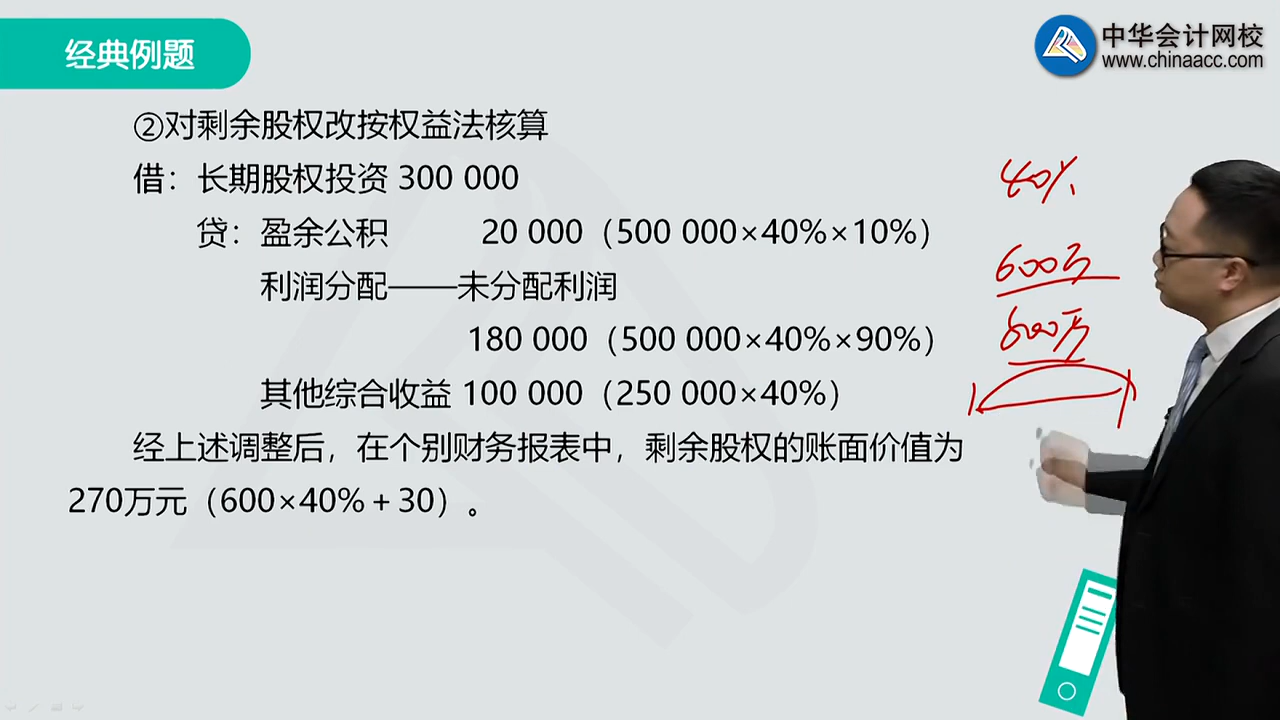 经典例题
中华会计网校
www.chinaacc.com
②对剩余股权改按权益法核算
借：长期股权投资 300 000
贷：盈余公积 20 000（500 000×40%×10%）
利润分配——未分配利润
180 000（500 000×40%×90%）
其他综合收益 100 000（250 000×40%）
经上述调整后，在个别财务报表中，剩余股权的账面价值为
270万元（600×40%＋30）。
40%
600万